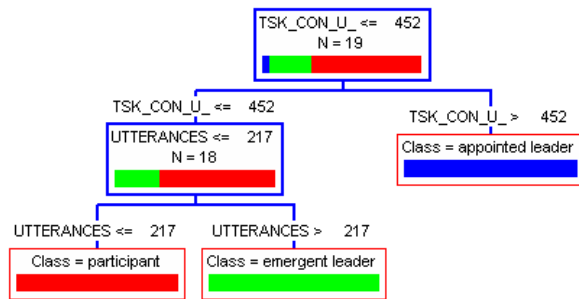 TSK_CON_U_ <= 452
N = 19
TSK_CON_U_ <= 452
TSK_CON_U_ > 452
UTTERANCES <= 217
N = 18
Class = appointed leader
UTTERANCES <= 217
UTTERANCES > 217
Class = participant
Class = emergent leader